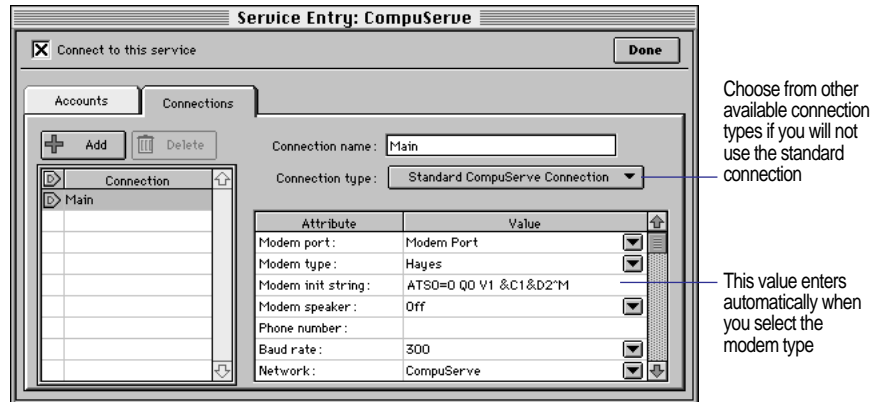 Service Entry: CompuServe
Connect to this service
Done
Accounts
Connections
Add
Delete
Connection name:
Main
Connection type:
Standard CompuServe Connection
Connection
Main
Attribute
Value
Modem port:
Modem Port
Modem type:
Hayes
Modem init string:
ATS0=0 Q0 V1 &C1&D2^M
Modem speaker:
Off
Phone number:
Baud rate:
300
Network:
CompuServe
Choose from other
available connection
types if you will not
use the standard
connection
This value enters
automatically when
you select the
modem type